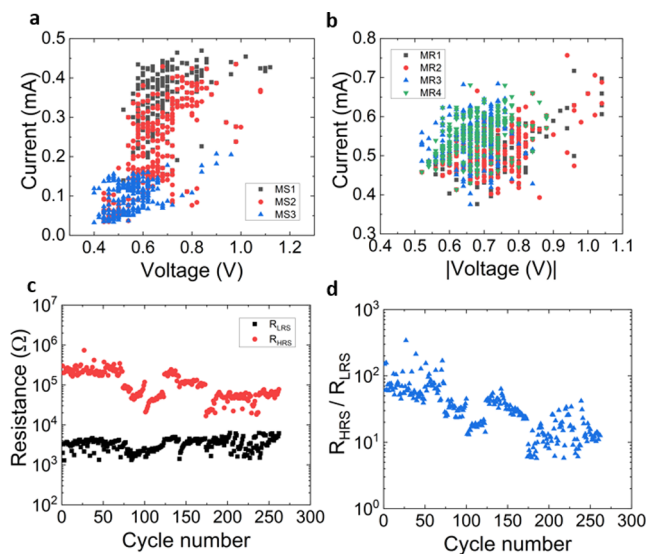 a
0.5
0.4
0.3
0.2
0.1
0.0
0.4 0.6 0.8 1.0 1.2
Current (mA)
Voltage (V)
MS1
MS2
MS3
b
0.8
0.7
0.6
0.5
0.4
0.3
0.4 0.5 0.6 0.7 0.8 0.9 1.0 1.1
Current (mA)
|Voltage (V)|
MR1
MR2
MR3
MR4
c
10⁷
10⁶
10⁵
10⁴
10³
10²
0 50 100 150 200 250 300
Resistance (Ω)
Cycle number
R_LRS
R_HRS
d
10³
10²
10¹
10⁰
0 50 100 150 200 250 300
R_HRS / R_LRS
Cycle number